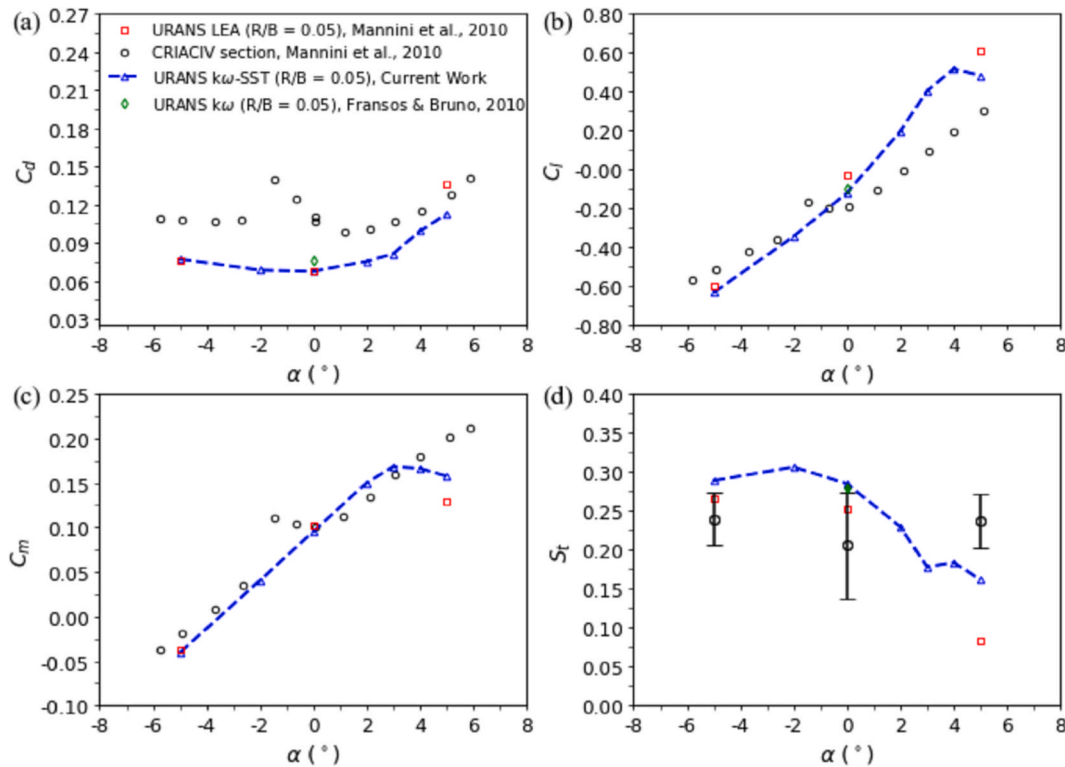 (a)
0.27
0.24
0.21
0.18
0.15
0.12
0.09
0.06
0.03
C_d
URANS LEA (R/B = 0.05), Mannini et al., 2010
CRIACIV section, Mannini et al., 2010
URANS kω-SST (R/B = 0.05), Current Work
URANS kω (R/B = 0.05), Fransos & Bruno, 2010
-8 -6 -4 -2 0 2 4 6 8
α (°)
(b)
0.80
0.60
0.40
0.20
-0.00
-0.20
-0.40
-0.60
-0.80
C_l
-8 -6 -4 -2 0 2 4 6 8
α (°)
(c)
0.25
0.20
0.15
0.10
0.05
0.00
-0.05
-0.10
C_m
-8 -6 -4 -2 0 2 4 6 8
α (°)
(d)
0.40
0.35
0.30
0.25
0.20
0.15
0.10
0.05
0.00
S_t
-8 -6 -4 -2 0 2 4 6 8
α (°)